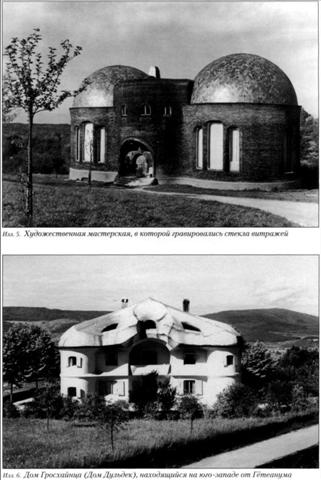 Илл. 5. Художественная мастерская, в которой гравировались стекла витражей
Илл. 6. Дом Гросхайнца (Дом Дульдек), находящийся на юго-западе от Гётеанума